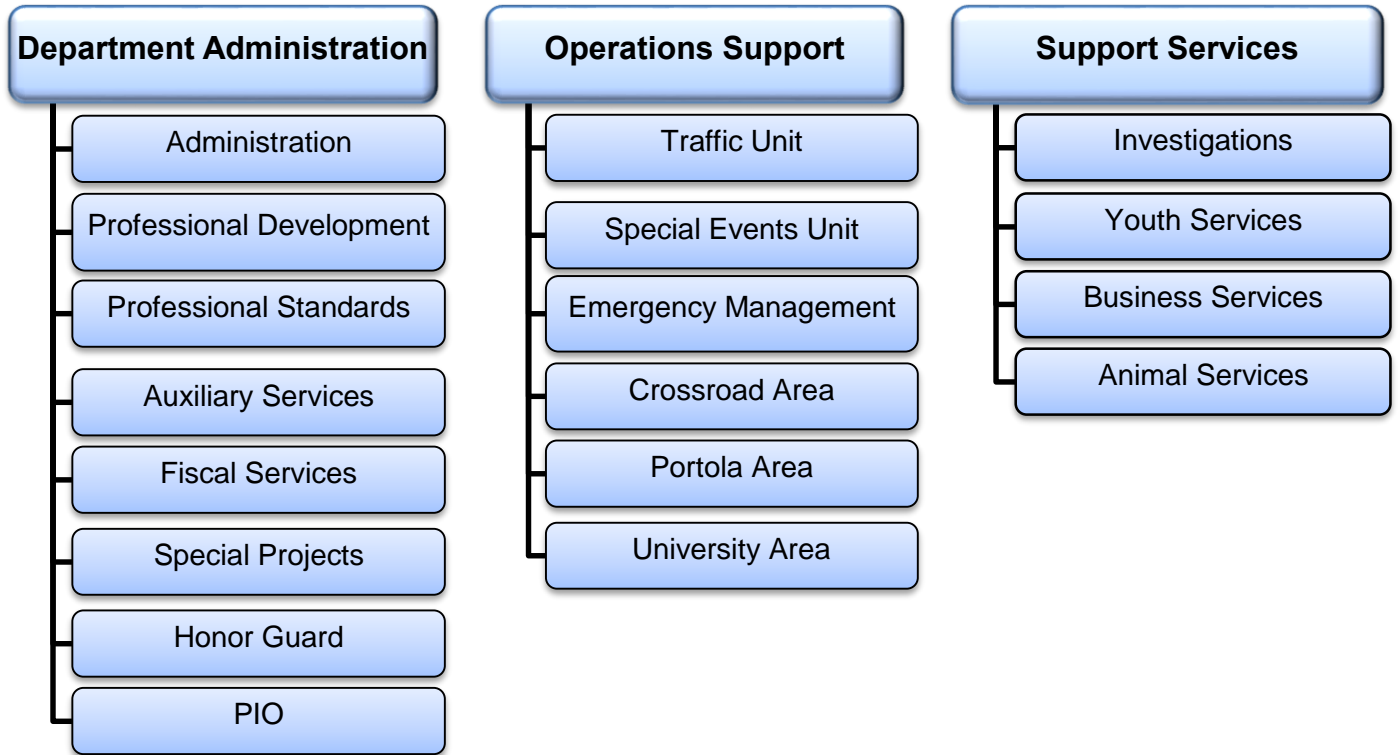 Department Administration
Administration
Professional Development
Professional Standards
Auxiliary Services
Fiscal Services
Special Projects
Honor Guard
PIO
Operations Support
Traffic Unit
Special Events Unit
Emergency Management
Crossroad Area
Portola Area
University Area
Support Services
Investigations
Youth Services
Business Services
Animal Services